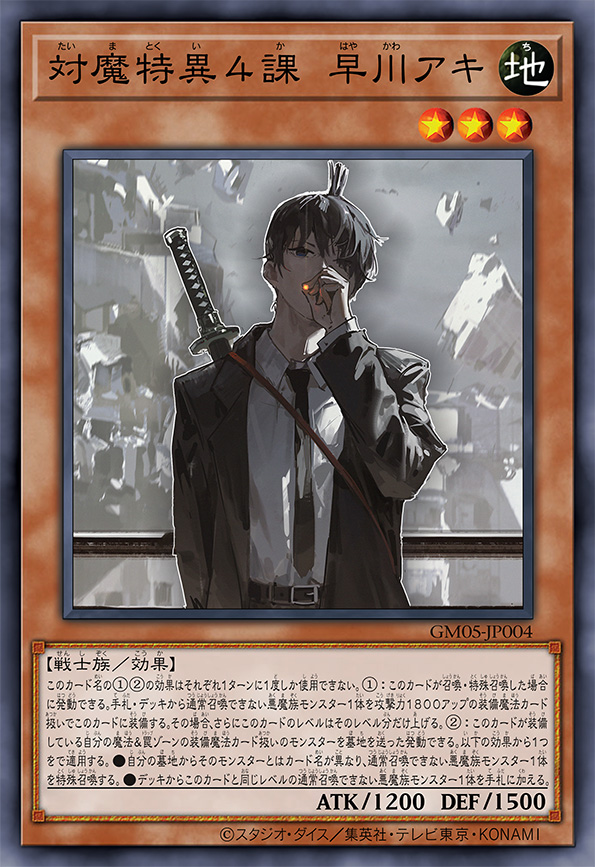 対魔特異4課 早川アキ
地
GM05-JP004
【戦士族/効果】
このカード名の①②の効果はそれぞれ1ターンに1度しか使用できない。①:このカードが召喚・特殊召喚した場合
に発動できる。手札・デッキから通常召喚できない悪魔族モンスター1体を攻撃力1800アップの装備魔法カード
扱いでこのカードに装備する。その場合、さらにこのカードのレベルはそのレベル分だけ上げる。②:このカードが装備
している自分の魔法&罠ゾーンの装備魔法カード扱いのモンスターを墓地を送った発動できる。以下の効果から1つ
をで適用する。●自分の墓地からそのモンスターとはカード名が異なり、通常召喚できない悪魔族モンスター1体
を特殊召喚する。●デッキからこのカードと同じレベルの通常召喚できない悪魔族モンスター1体を手札に加える。
ATK/1200 DEF/1500
©スタジオ・ダイス/集英社・テレビ東京・KONAMI